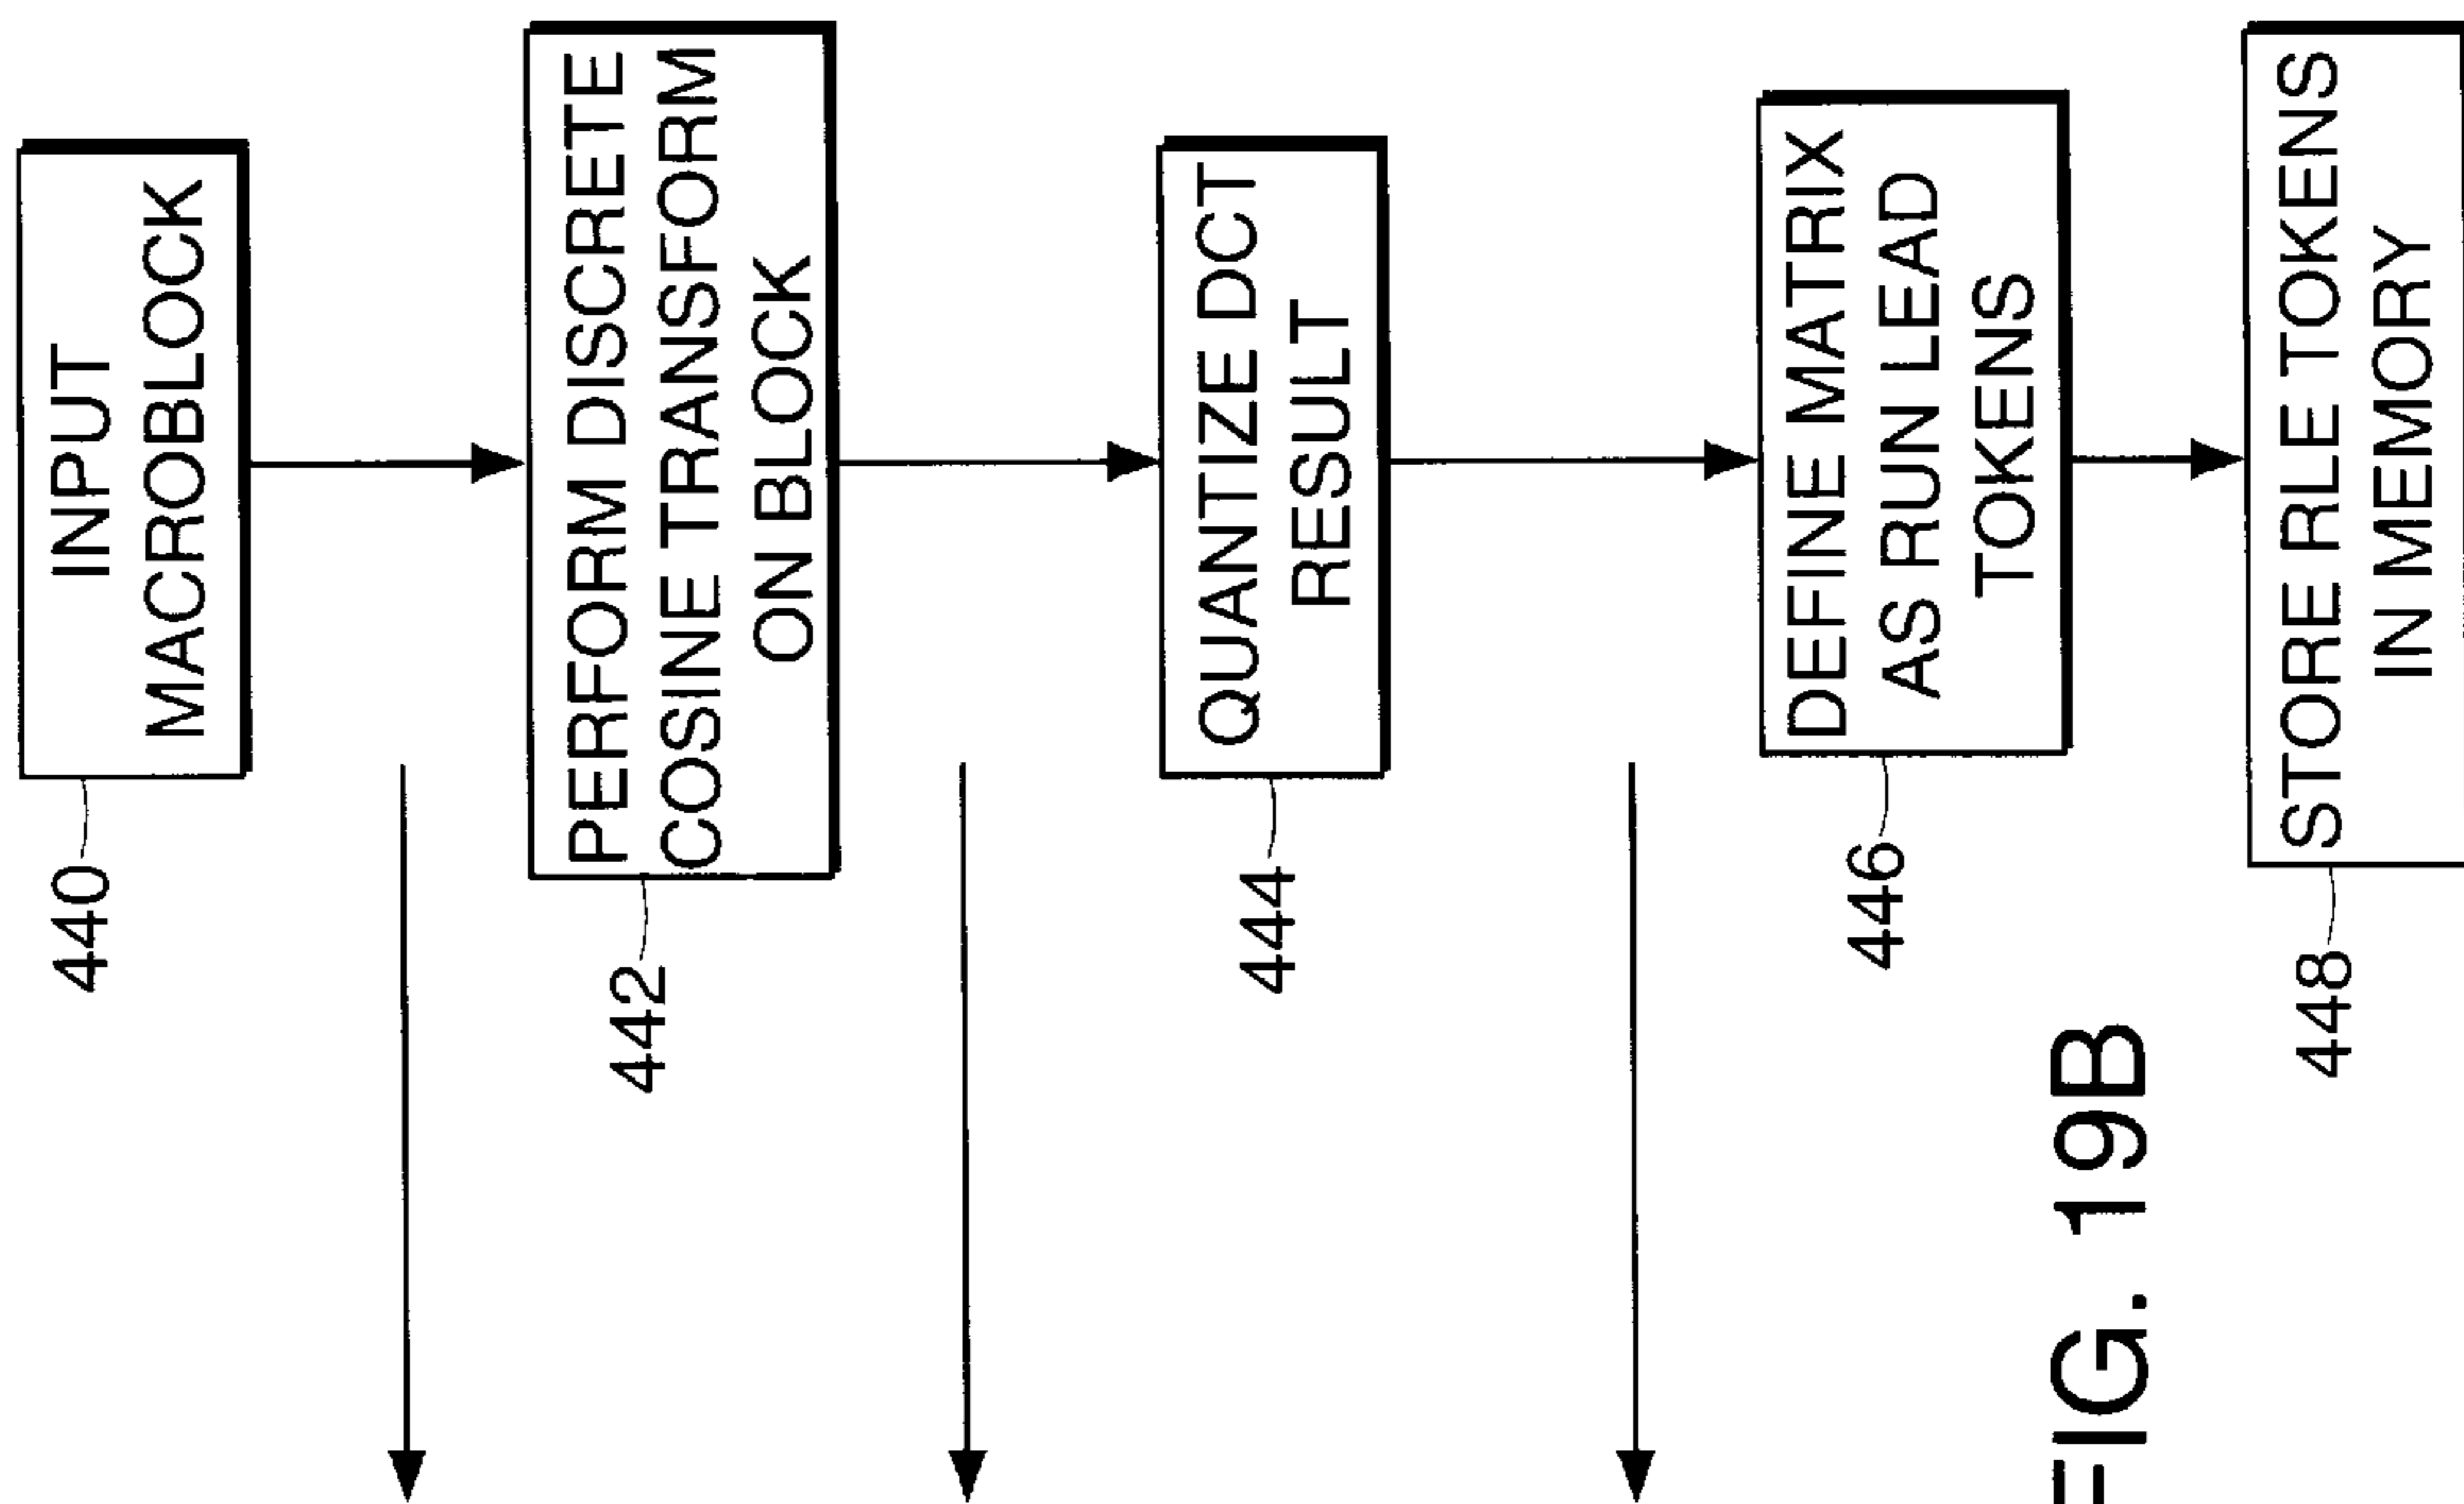 440
INPUT
MACROBLOCK
442
PERFORM DISCRETE
COSINE TRANSFORM
ON BLOCK
444
QUANTIZE DCT
RESULT
446
DEFINE MATRIX
AS RUN LEAD
TOKENS
448
STORE RLE TOKENS
IN MEMORY
FIG. 19B